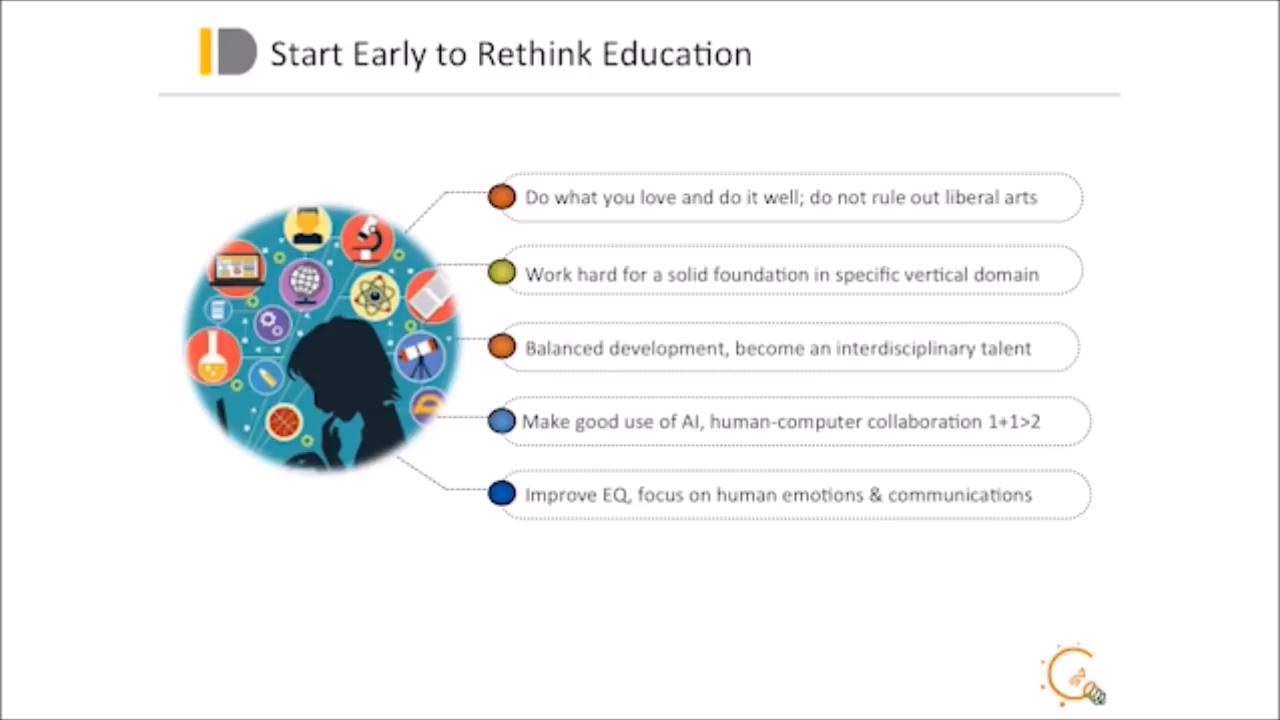 Start Early to Rethink Education
Do what you love and do it well; do not rule out liberal arts
Work hard for a solid foundation in specific vertical domain
Balanced development, become an interdisciplinary talent
Make good use of AI, human-computer collaboration 1+1>2
Improve EQ, focus on human emotions & communications